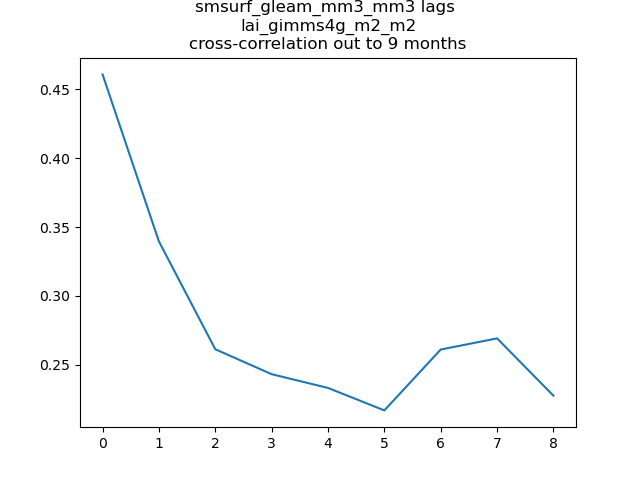 smsurf_gleam_mm3_mm3 lags
lai_gimms4g_m2_m2
cross-correlation out to 9 months
0.45
0.40
0.35
0.30
0.25
0 1 2 3 4 5 6 7 8